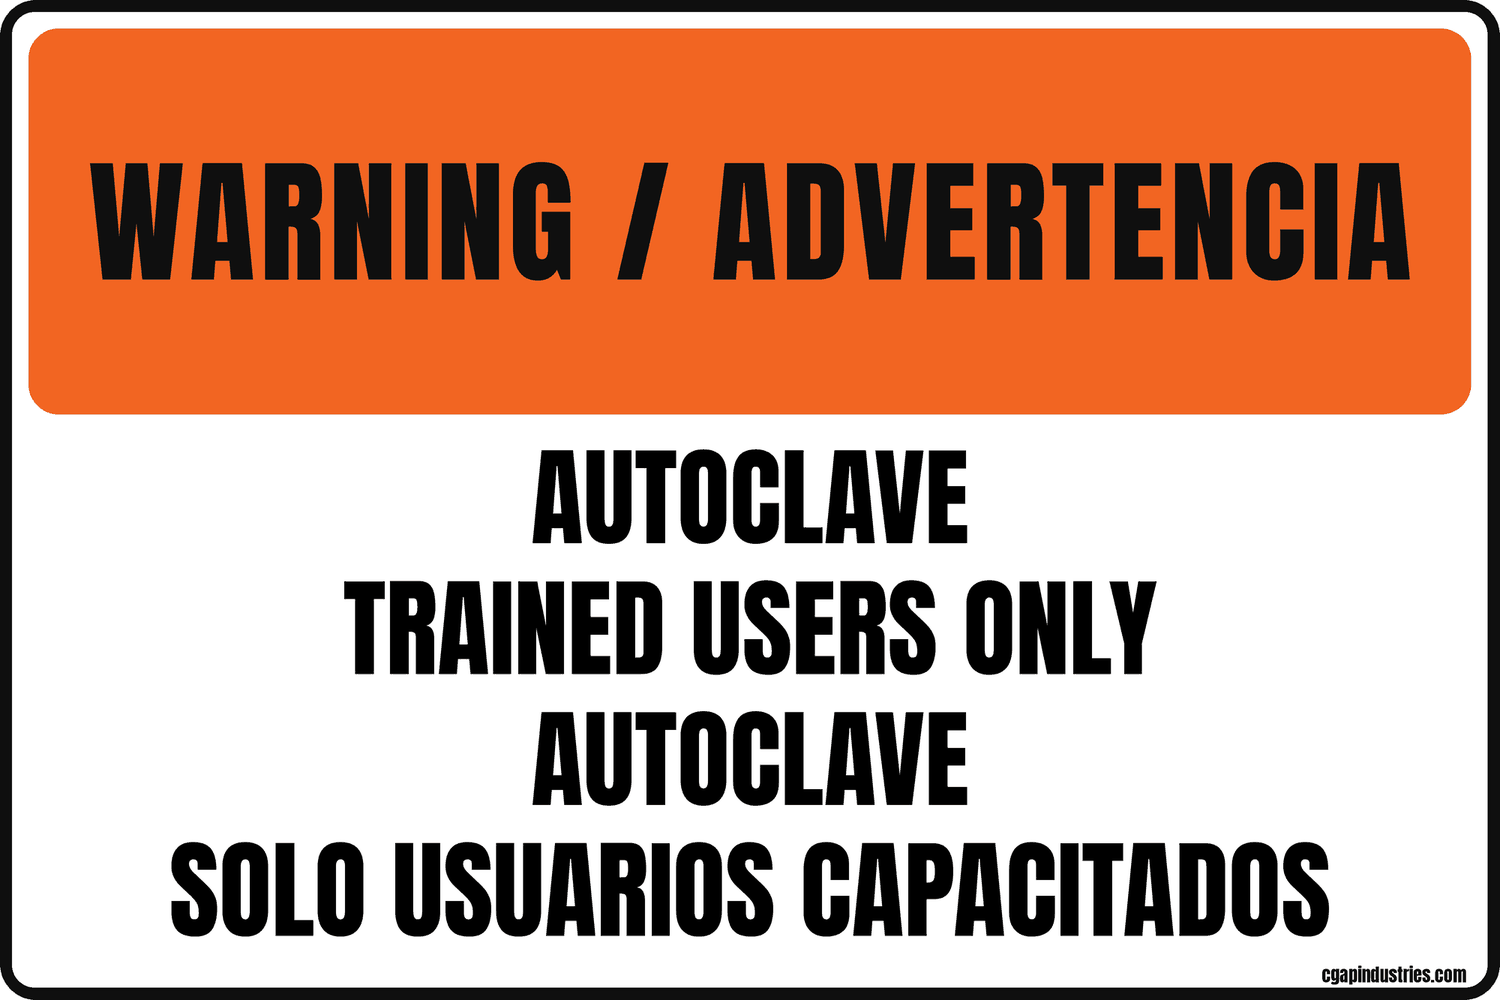 WARNING / ADVERTENCIA
AUTOCLAVE
TRAINED USERS ONLY
AUTOCLAVE
SOLO USUARIOS CAPACITADOS
cgapindustries.com